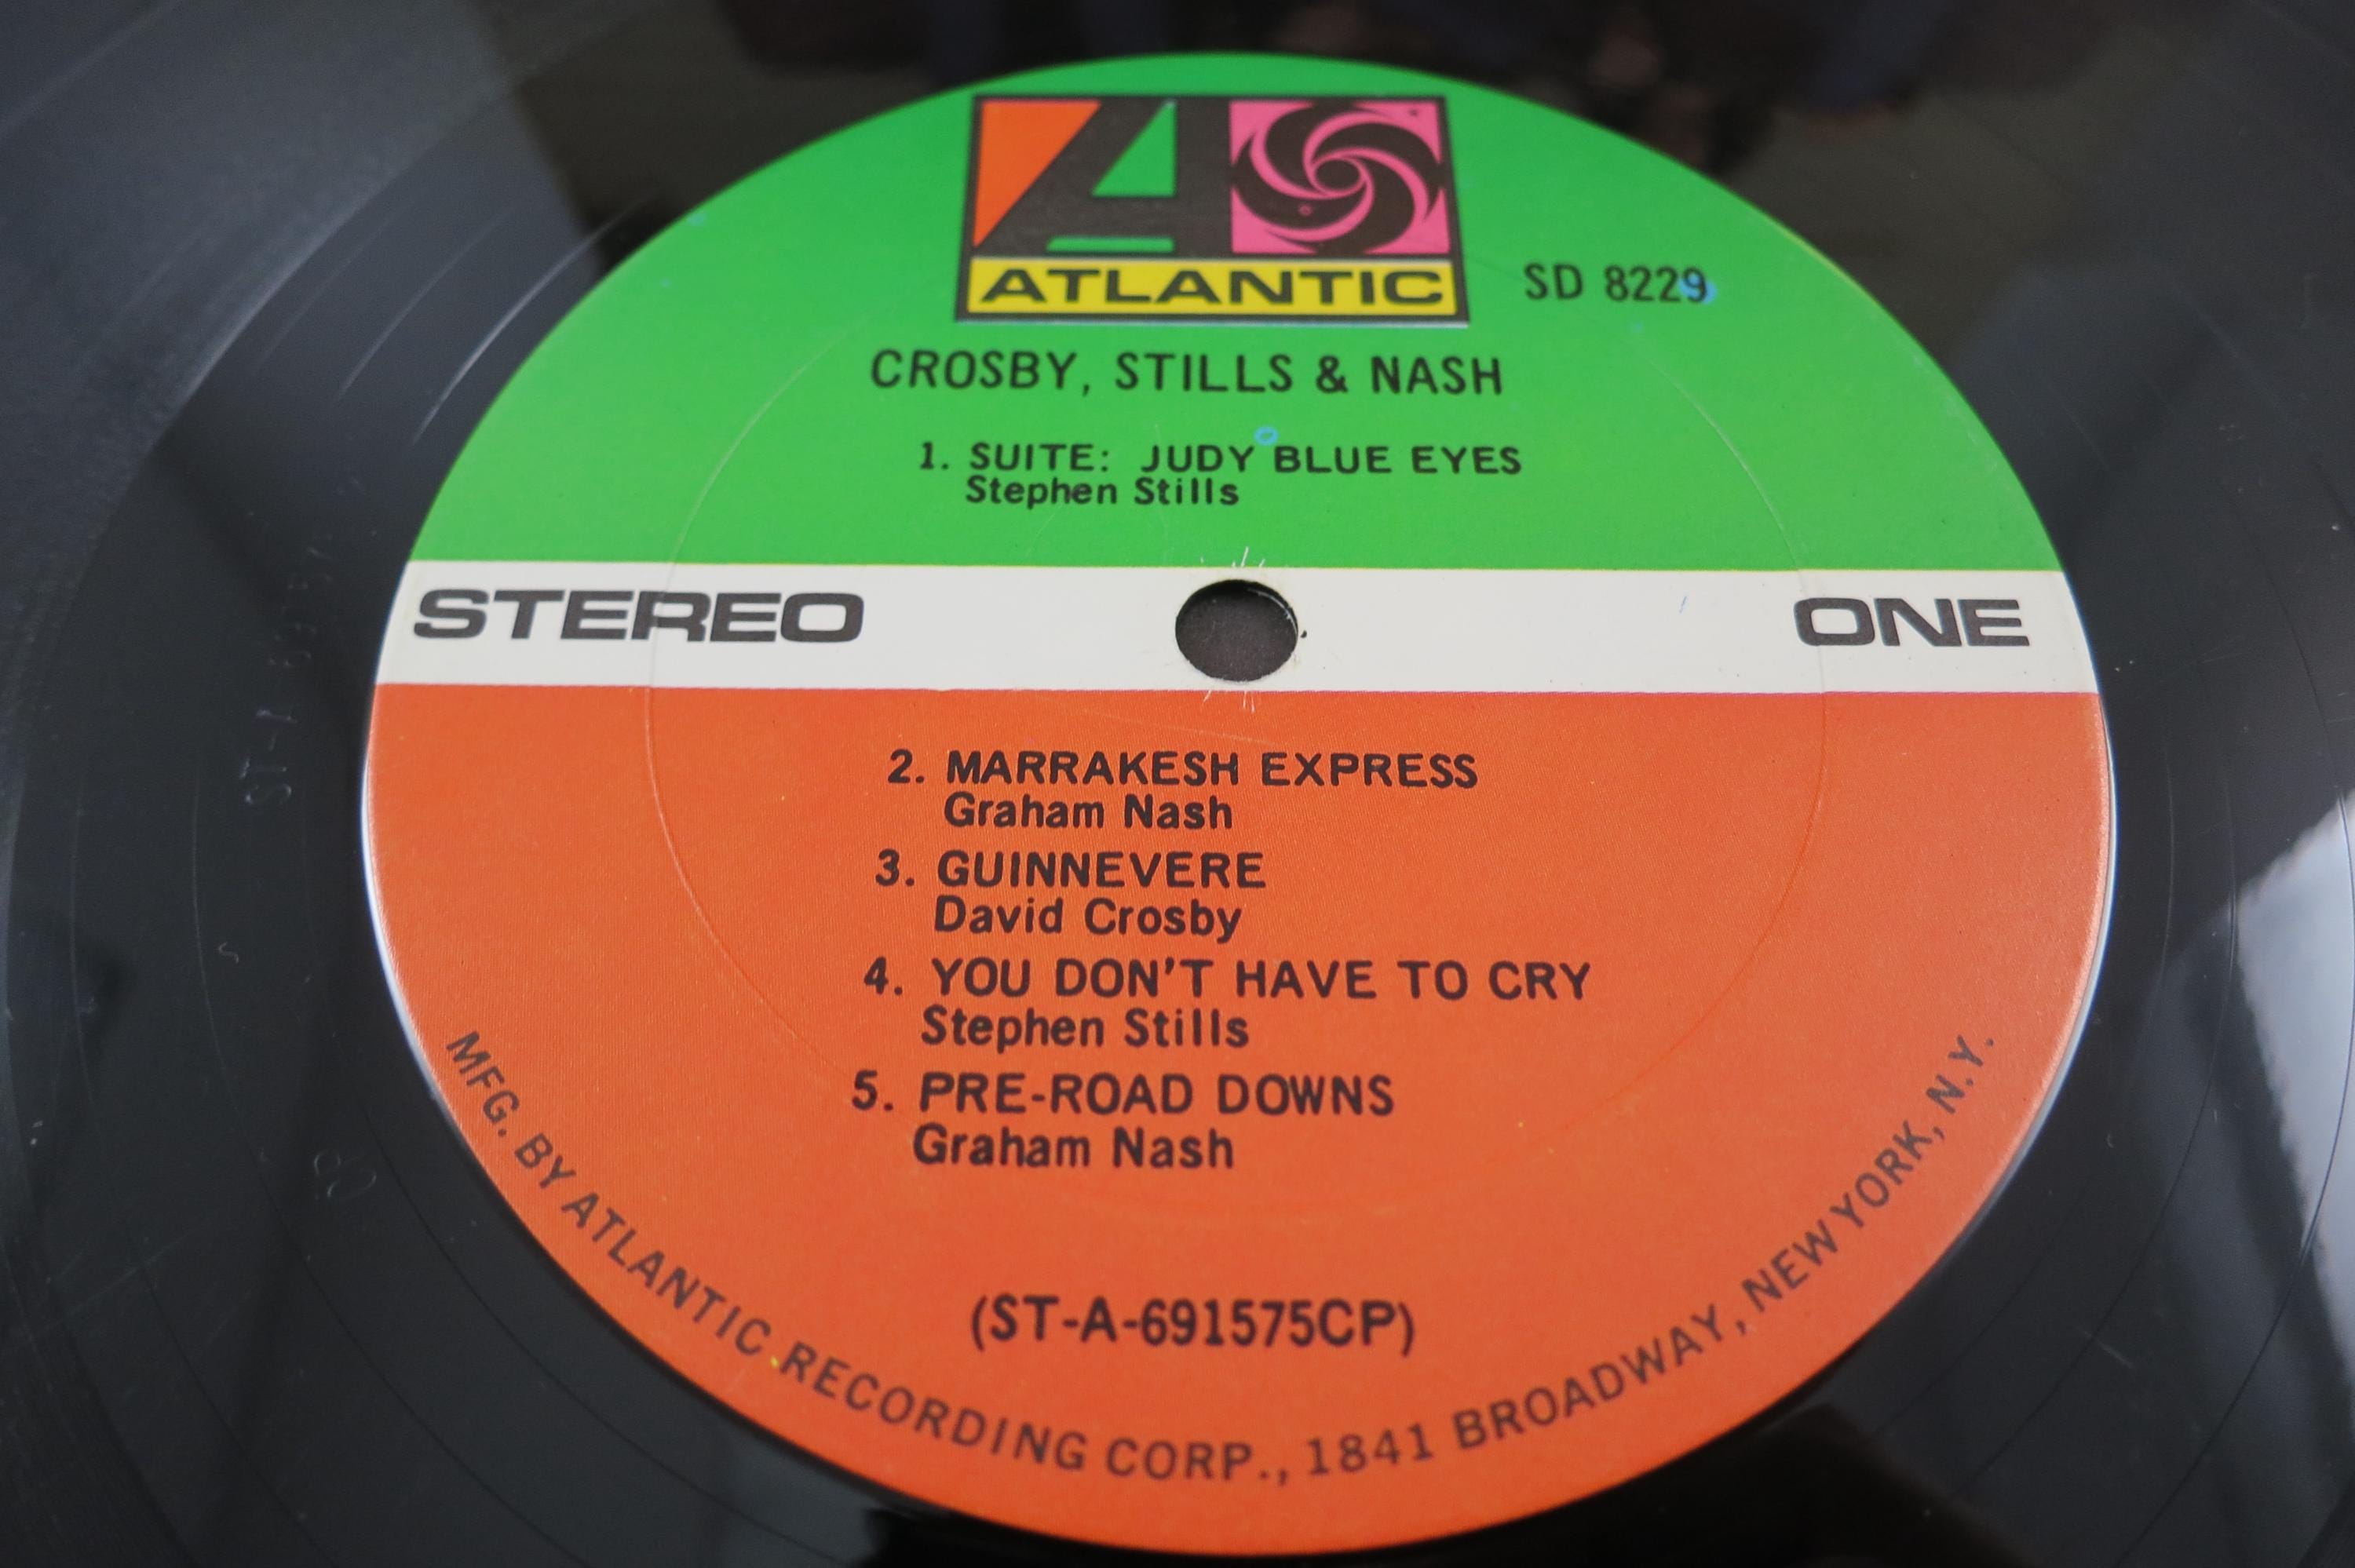 ATLANTIC
SD 8229
CROSBY, STILLS & NASH
1. SUITE: JUDY BLUE EYES
Stephen Stills
STEREO
ONE
2. MARRAKESH EXPRESS
Graham Nash
3. GUINNEVERE
David Crosby
4. YOU DON'T HAVE TO CRY
Stephen Stills
5. PRE-ROAD DOWNS
Graham Nash
(ST-A-691575CP)
MFG. BY ATLANTIC RECORDING CORP., 1841 BROADWAY, NEW YORK, N.Y.